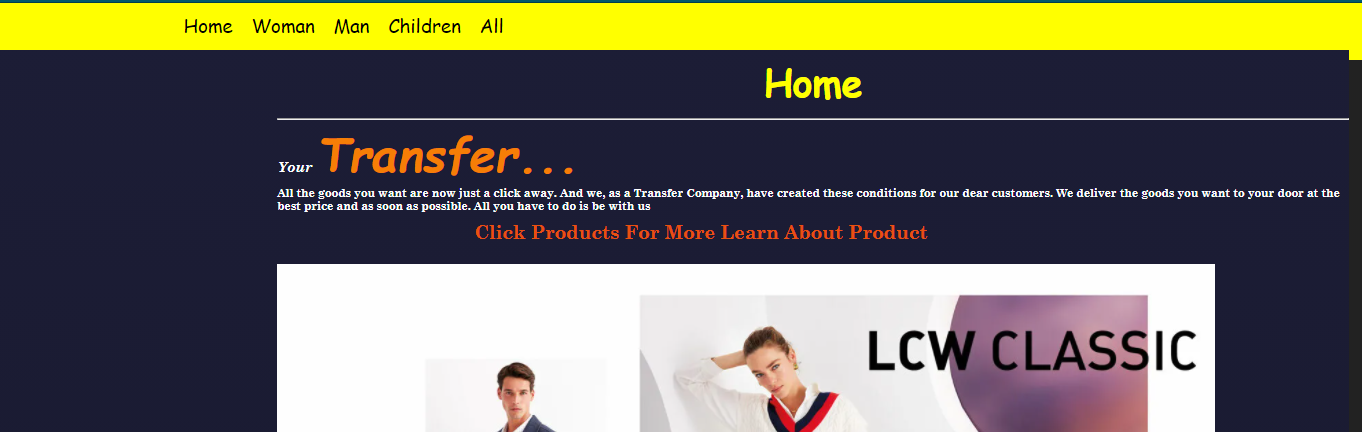 Home Woman Man Children All
Home
Your Transfer...
All the goods you want are now just a click away. And we, as a Transfer Company, have created these conditions for our dear customers. We deliver the goods you want to your door at the
best price and as soon as possible. All you have to do is be with us
Click Products For More Learn About Product
LCW CLASSIC